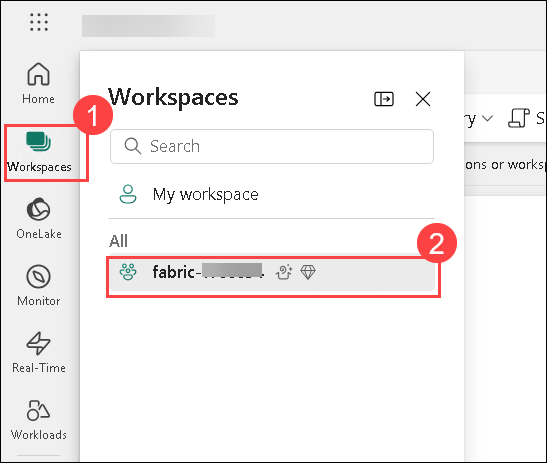 Home
1
Workspaces
OneLake
Monitor
Real-Time
Workloads
Workspaces
Search
My workspace
All
2
fabric-
ry
S
ons or worksp